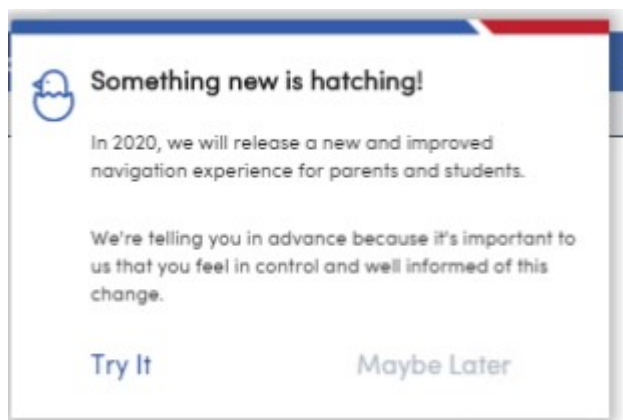 Something new is hatching!
In 2020, we will release a new and improved
navigation experience for parents and students.
We're telling you in advance because it's important to
us that you feel in control and well informed of this
change.
Try It
Maybe Later